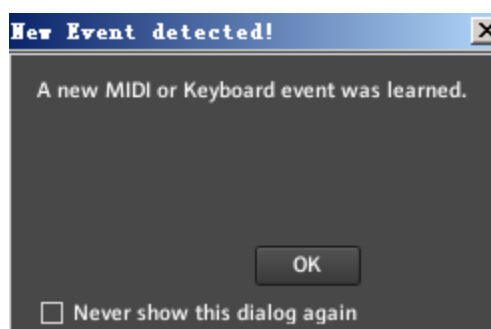 New Event detected!
A new MIDI or Keyboard event was learned.
OK
Never show this dialog again